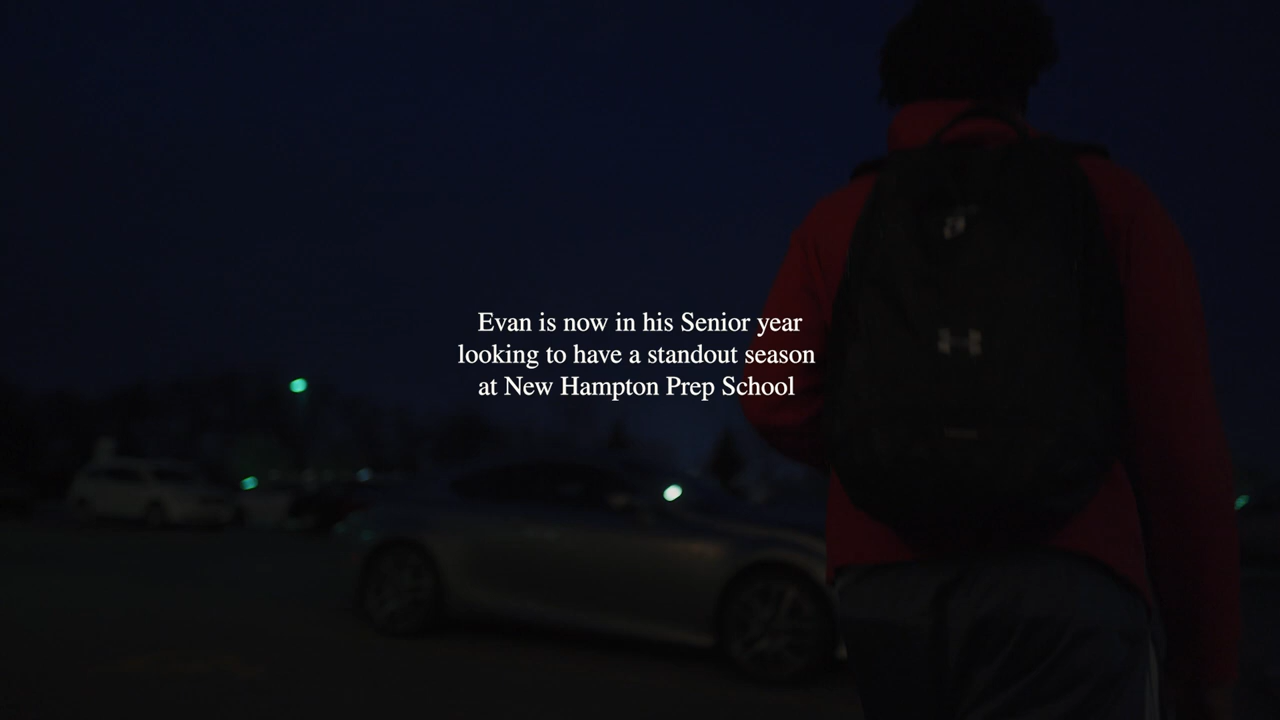 Evan is now in his Senior year
looking to have a standout season
at New Hampton Prep School